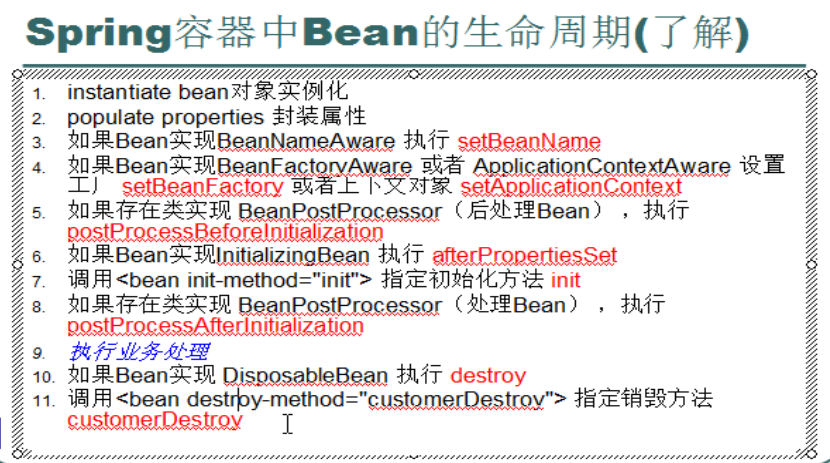 Spring容器中Bean的生命周期(了解)
1. instantiate bean对象实例化
2. populate properties 封装属性
3. 如果Bean实现BeanNameAware 执行 setBeanName
4. 如果Bean实现BeanFactoryAware 或者 ApplicationContextAware 设置
工厂 setBeanFactory 或者上下文对象 setApplicationContext
5. 如果存在类实现 BeanPostProcessor（后处理Bean） ，执行
postProcessBeforeInitialization
6. 如果Bean实现InitializingBean 执行 afterPropertiesSet
7. 调用<bean init-method="init"> 指定初始化方法 init
8. 如果存在类实现 BeanPostProcessor（处理Bean） ，执行
postProcessAfterInitialization
9. 执行业务处理
10. 如果Bean实现 DisposableBean 执行 destroy
11. 调用<bean destroy-method="customerDestroy"> 指定销毁方法
customerDestroy